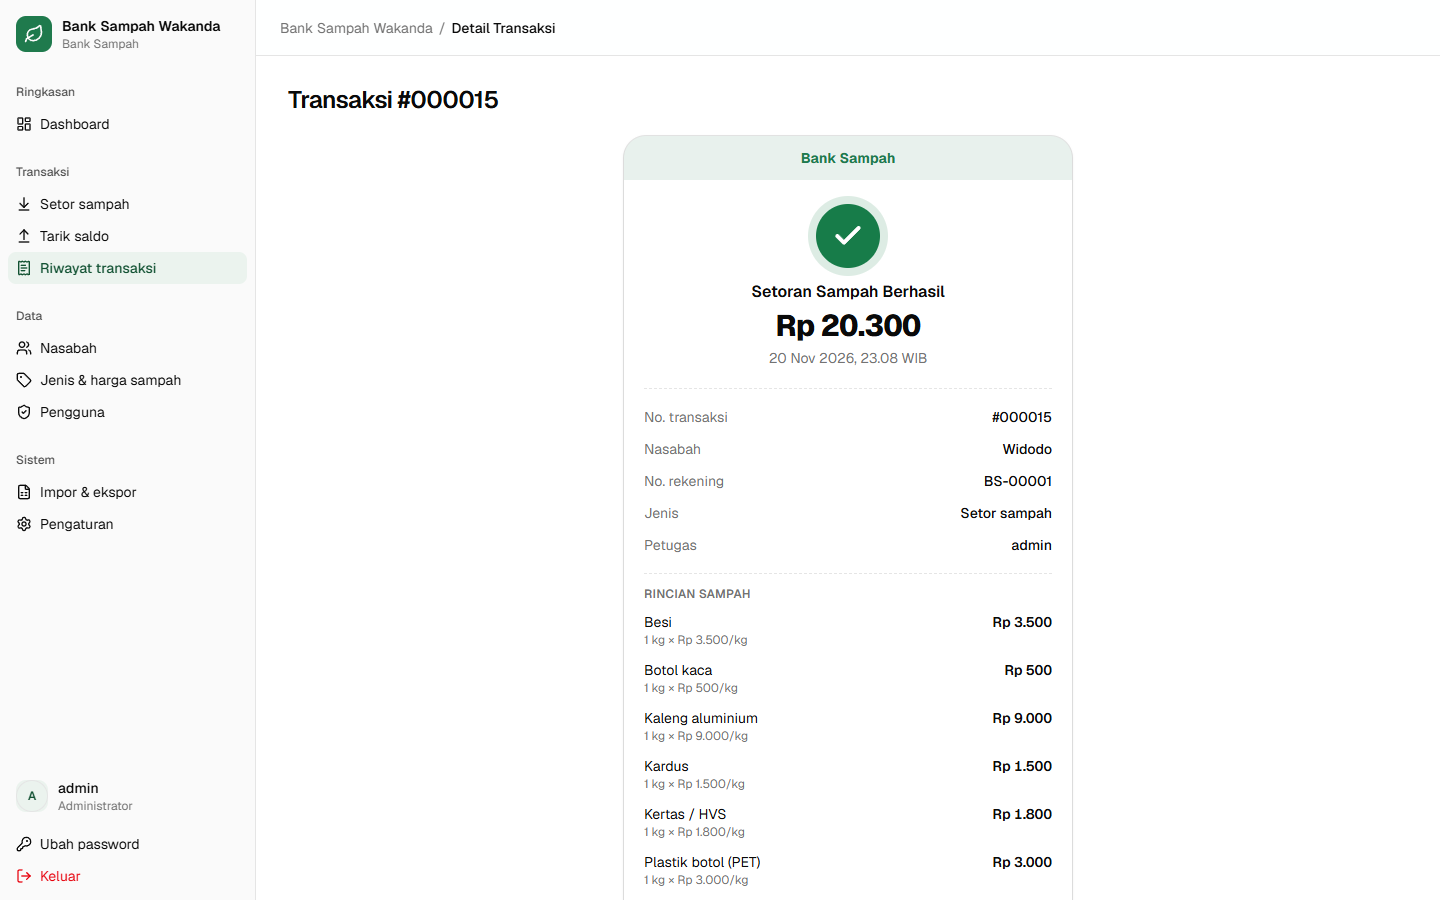 Bank Sampah Wakanda
Bank Sampah
Ringkasan
Dashboard
Transaksi
Setor sampah
Tarik saldo
Riwayat transaksi
Data
Nasabah
Jenis & harga sampah
Pengguna
Sistem
Impor & ekspor
Pengaturan
A
admin
Administrator
Ubah password
Keluar
Bank Sampah Wakanda / Detail Transaksi
Transaksi #000015
Bank Sampah
Setoran Sampah Berhasil
Rp 20.300
20 Nov 2026, 23.08 WIB
No. transaksi #000015
Nasabah Widodo
No. rekening BS-00001
Jenis Setor sampah
Petugas admin
RINCIAN SAMPAH
Besi Rp 3.500
1 kg × Rp 3.500/kg
Botol kaca Rp 500
1 kg × Rp 500/kg
Kaleng aluminium Rp 9.000
1 kg × Rp 9.000/kg
Kardus Rp 1.500
1 kg × Rp 1.500/kg
Kertas / HVS Rp 1.800
1 kg × Rp 1.800/kg
Plastik botol (PET) Rp 3.000
1 kg × Rp 3.000/kg